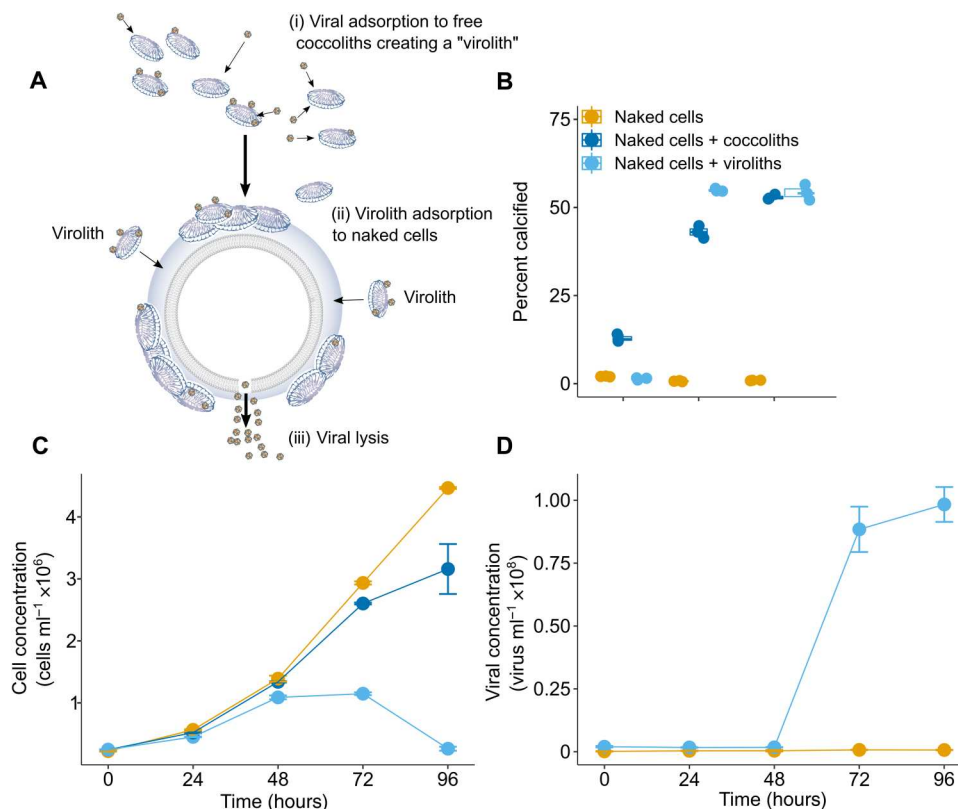 A
(i) Viral adsorption to free
coccoliths creating a "virolith"
(ii) Virolith adsorption
to naked cells
Virolith
Virolith
(iii) Viral lysis
B
Naked cells
Naked cells + coccoliths
Naked cells + viroliths
Percent calcified
75
50
25
0
C
Cell concentration
(cells ml⁻¹ ×10⁶)
4
3
2
1
0 24 48 72 96
Time (hours)
D
Viral concentration
(virus ml⁻¹ ×10⁸)
1.00
0.75
0.50
0.25
0
0 24 48 72 96
Time (hours)